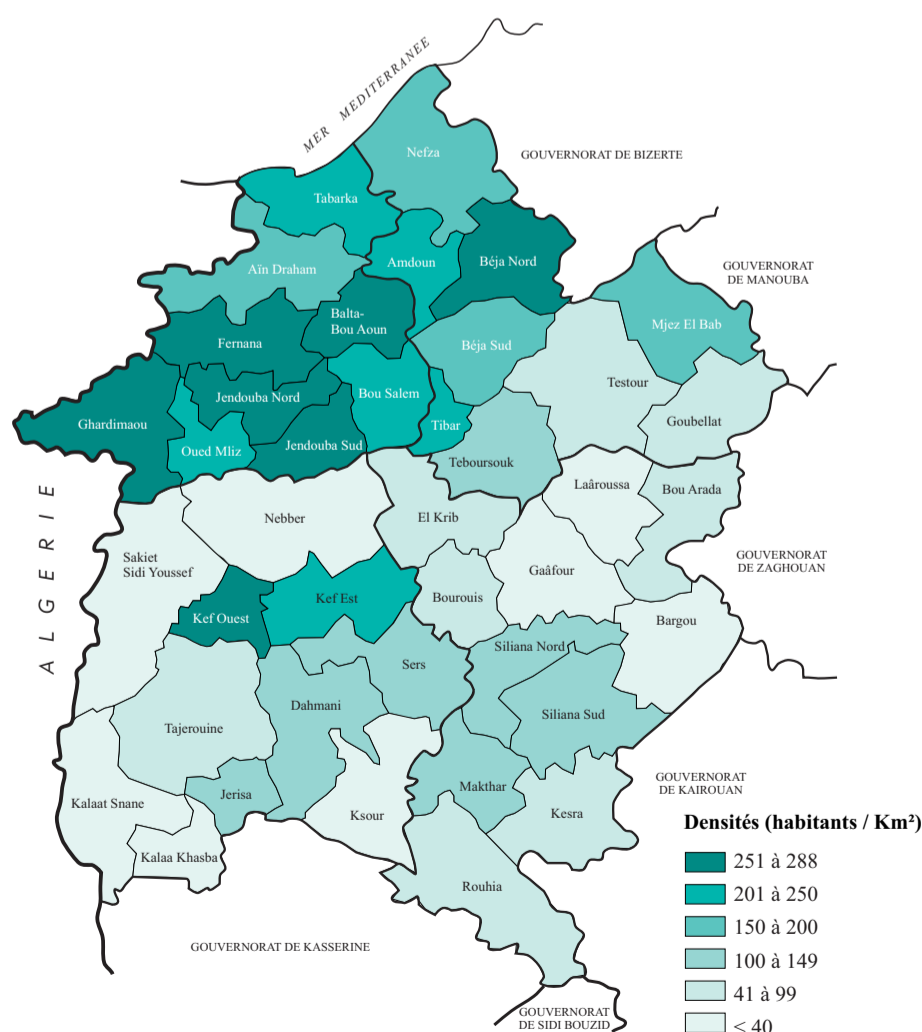 MER MEDITERRANEE
Nefza
GOUVERNORAT DE BIZERTE
Tabarka
Amdoun
Béja Nord
Aïn Draham
GOUVERNORAT
DE MANOUBA
Balta-
Bou Aoun
Mjez El Bab
Fernana
Béja Sud
Testour
Jendouba Nord
Bou Salem
Goubellat
Ghardimaou
Tibar
Jendouba Sud
Oued Mliz
Teboursouk
Laâroussa
Bou Arada
ALGERIE
Nebber
El Krib
Sakiet
Sidi Youssef
GOUVERNORAT
DE ZAGHOUAN
Gaâfour
Kef Est
Bourouis
Kef Ouest
Bargou
Siliana Nord
Sers
Dahmani
Siliana Sud
Tajerouine
GOUVERNORAT
DE KAIROUAN
Makthar
Jerisa
Kalaat Snane
Ksour
Kesra
Kalaa Khasba
Rouhia
GOUVERNORAT DE KASSERINE
GOUVERNORAT
DE SIDI BOUZID
Densités (habitants / Km²)
251 à 288
201 à 250
150 à 200
100 à 149
41 à 99
< 40